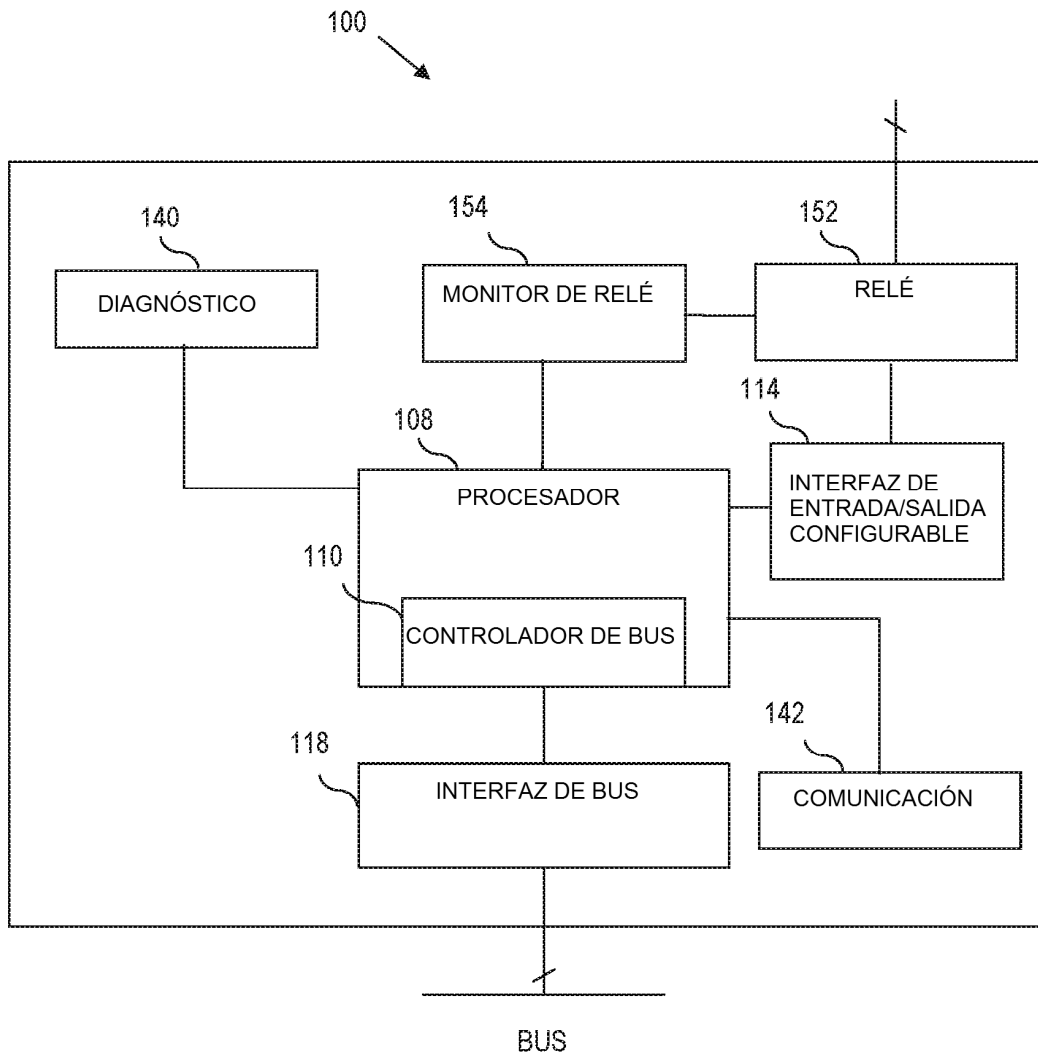 100
140
154
152
DIAGNÓSTICO
MONITOR DE RELÉ
RELÉ
108
114
PROCESADOR
INTERFAZ DE
ENTRADA/SALIDA
CONFIGURABLE
110
CONTROLADOR DE BUS
118
142
INTERFAZ DE BUS
COMUNICACIÓN
BUS